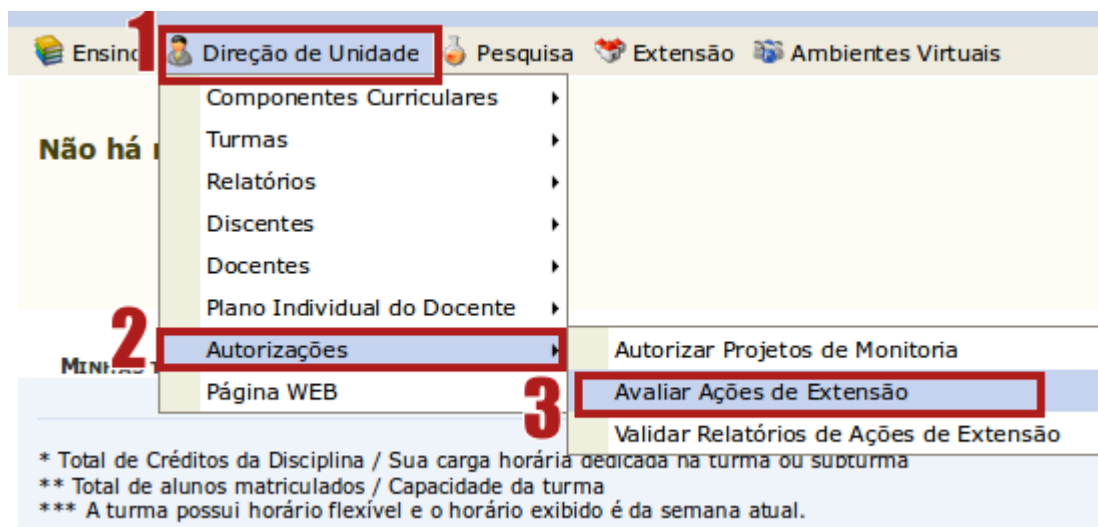 1
Ensino Direção de Unidade Pesquisa Extensão Ambientes Virtuais
Componentes Curriculares
Não há
Turmas
Relatórios
Discentes
Docentes
Plano Individual do Docente
2
Autorizações
Autorizar Projetos de Monitoria
MINHAS T
Página WEB
3
Avaliar Ações de Extensão
Validar Relatórios de Ações de Extensão
* Total de Créditos da Disciplina / Sua carga horária dedicada na turma ou subturma
** Total de alunos matriculados / Capacidade da turma
*** A turma possui horário flexível e o horário exibido é da semana atual.